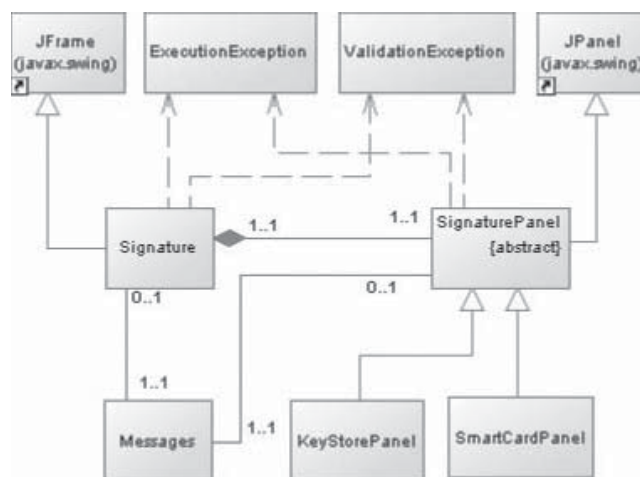 JFrame
(javax.swing)
ExecutionException
ValidationException
JPanel
(javax.swing)
Signature
1..1
1..1
SignaturePanel
{abstract}
0..1
0..1
1..1
1..1
Messages
KeyStorePanel
SmartCardPanel